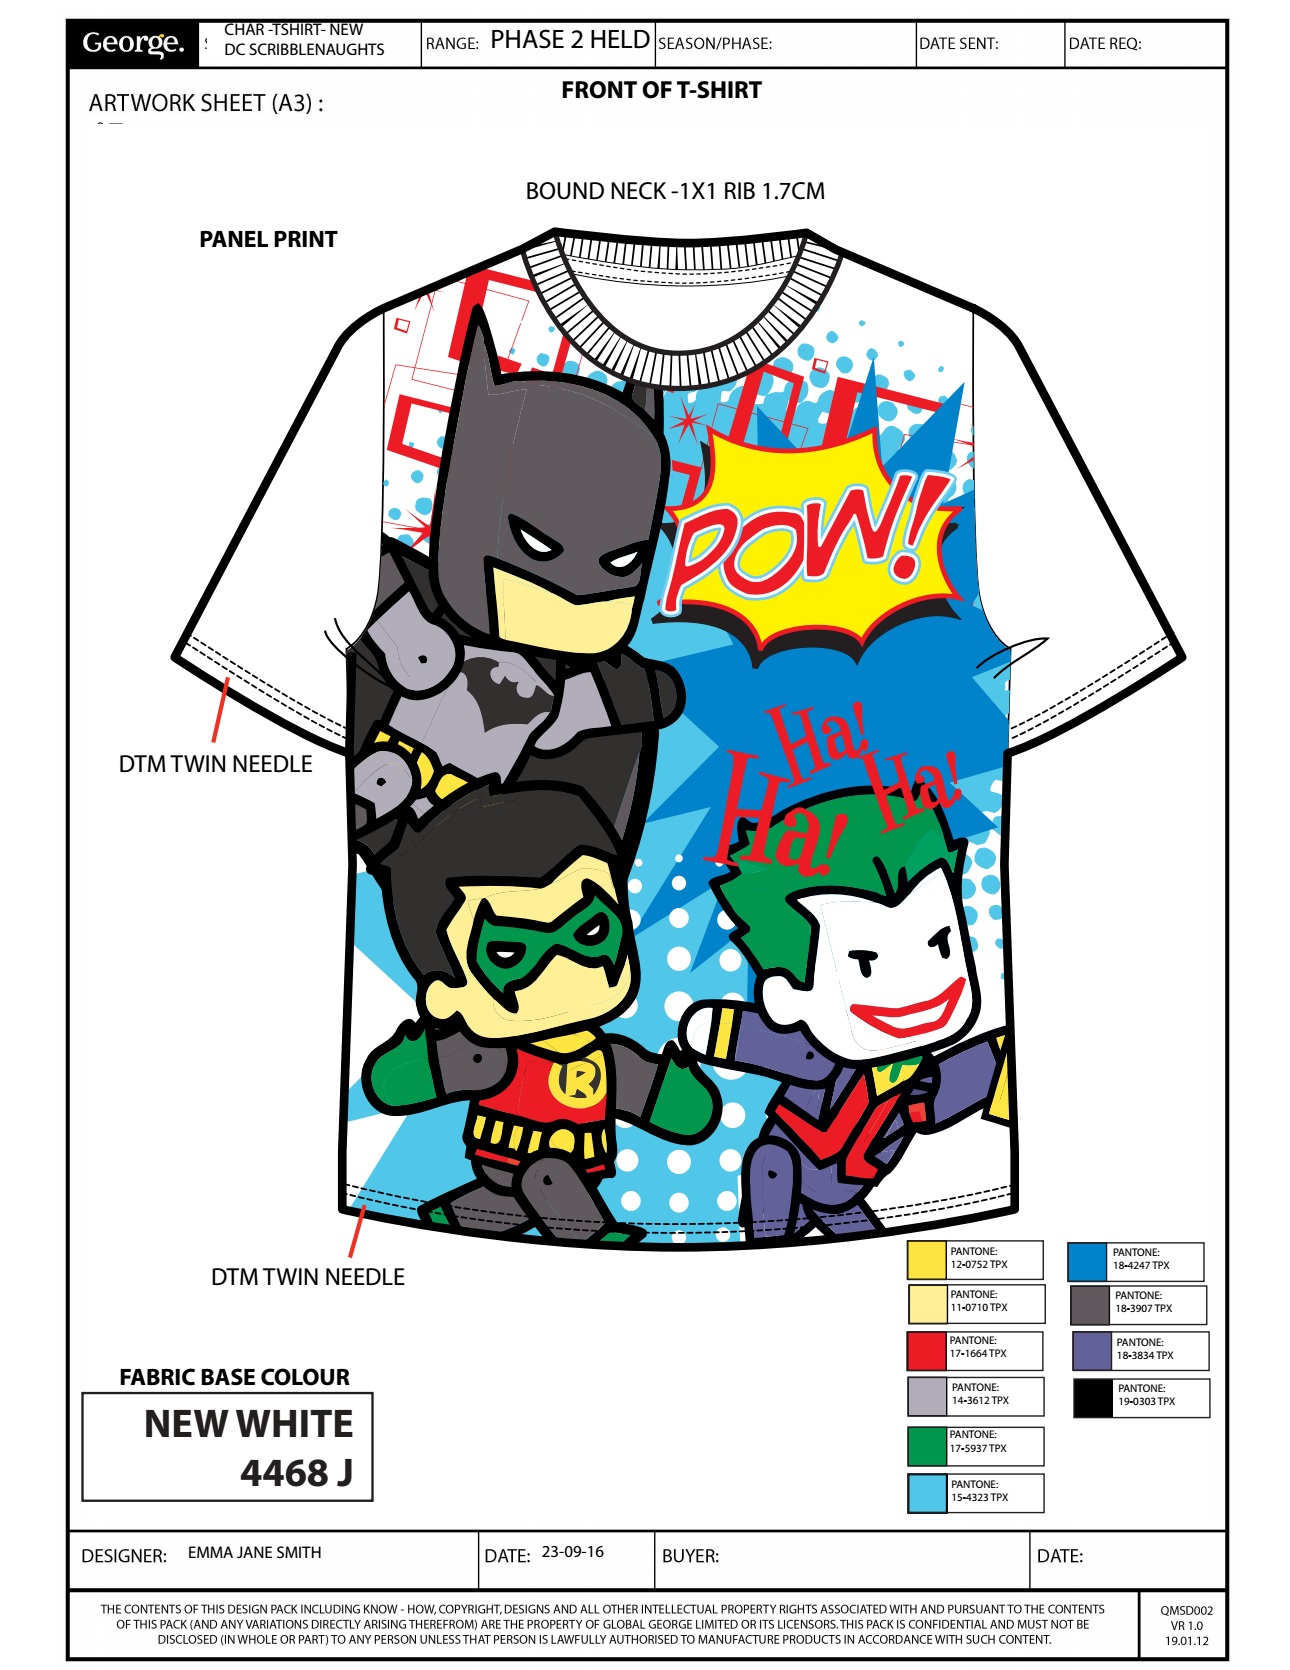 George.
CHAR -TSHIRT- NEW
DC SCRIBBLENAUGHTS
RANGE: PHASE 2 HELD
SEASON/PHASE:
DATE SENT:
DATE REQ:
ARTWORK SHEET (A3) :
FRONT OF T-SHIRT
BOUND NECK -1X1 RIB 1.7CM
PANEL PRINT
POW!
Ha!
Ha!
Ha!
R
DTM TWIN NEEDLE
DTM TWIN NEEDLE
PANTONE:
12-0752 TPX
PANTONE:
11-0710 TPX
PANTONE:
17-1664 TPX
PANTONE:
14-3612 TPX
PANTONE:
17-5937 TPX
PANTONE:
15-4323 TPX
PANTONE:
18-4247 TPX
PANTONE:
18-3907 TPX
PANTONE:
18-3834 TPX
PANTONE:
19-0303 TPX
FABRIC BASE COLOUR
NEW WHITE
4468 J
DESIGNER: EMMA JANE SMITH
DATE: 23-09-16
BUYER:
DATE:
THE CONTENTS OF THIS DESIGN PACK INCLUDING KNOW - HOW, COPYRIGHT, DESIGNS AND ALL OTHER INTELLECTUAL PROPERTY RIGHTS ASSOCIATED WITH AND PURSUANT TO THE CONTENTS
OF THIS PACK (AND ANY VARIATIONS DIRECTLY ARISING THEREFROM) ARE THE PROPERTY OF GLOBAL GEORGE LIMITED OR ITS LICENSORS. THIS PACK IS CONFIDENTIAL AND MUST NOT BE
DISCLOSED (IN WHOLE OR PART) TO ANY PERSON UNLESS THAT PERSON IS LAWFULLY AUTHORISED TO MANUFACTURE PRODUCTS IN ACCORDANCE WITH SUCH CONTENT.
QMSD002
VR 1.0
19.01.12